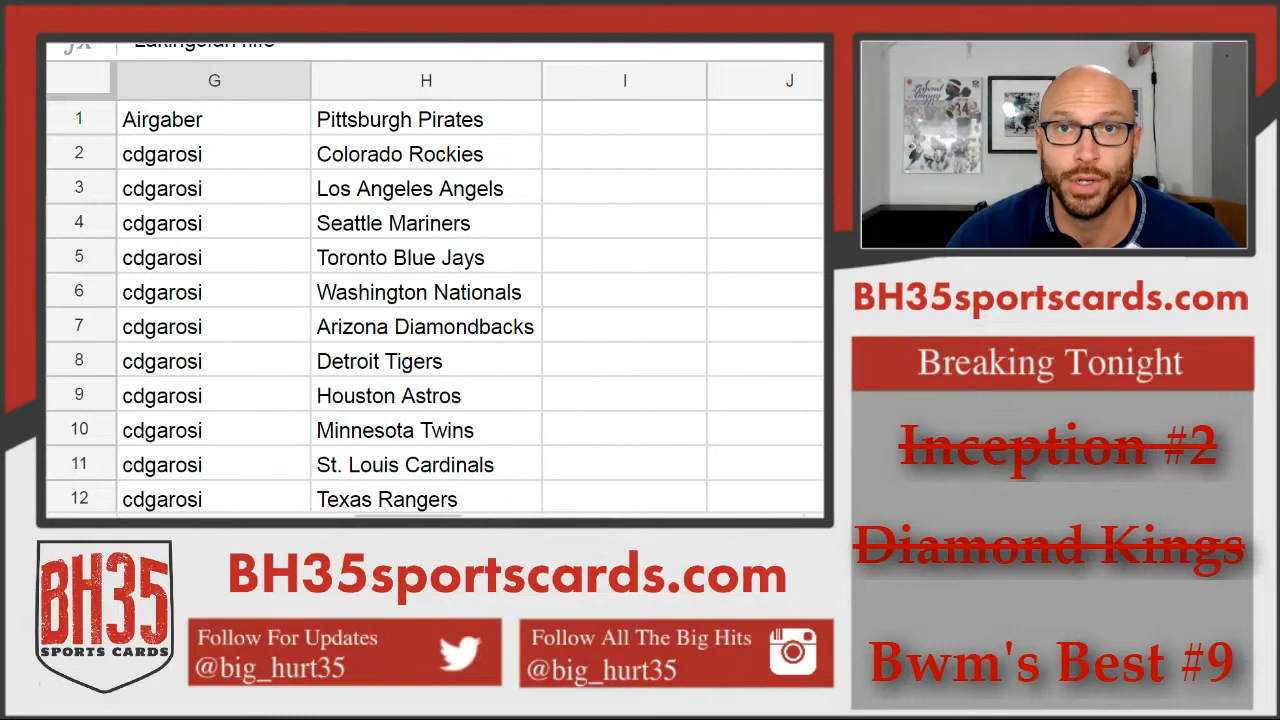 G H I J
1 Airgaber Pittsburgh Pirates
2 cdgarosi Colorado Rockies
3 cdgarosi Los Angeles Angels
4 cdgarosi Seattle Mariners
5 cdgarosi Toronto Blue Jays
6 cdgarosi Washington Nationals
7 cdgarosi Arizona Diamondbacks
8 cdgarosi Detroit Tigers
9 cdgarosi Houston Astros
10 cdgarosi Minnesota Twins
11 cdgarosi St. Louis Cardinals
12 cdgarosi Texas Rangers
A Legend Among
34
BH35sportscards.com
Breaking Tonight
Inception #2
Diamond Kings
Bwm's Best #9
BH35
SPORTS CARDS
BH35sportscards.com
Follow For Updates
@big_hurt35
Follow All The Big Hits
@big_hurt35